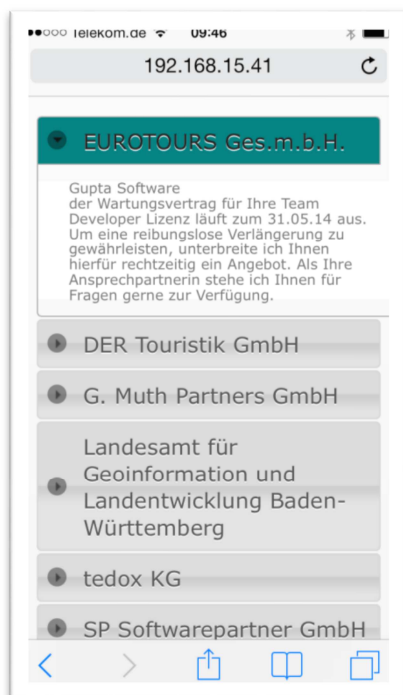 Telekom.de 09:46
192.168.15.41
EUROTOURS Ges.m.b.H.
Gupta Software
der Wartungsvertrag für Ihre Team
Developer Lizenz läuft zum 31.05.14 aus.
Um eine reibungslose Verlängerung zu
gewährleisten, unterbreite ich Ihnen
hierfür rechtzeitig ein Angebot. Als Ihre
Ansprechpartnerin stehe ich Ihnen für
Fragen gerne zur Verfügung.
DER Touristik GmbH
G. Muth Partners GmbH
Landesamt für
Geoinformation und
Landentwicklung Baden-
Württemberg
tedox KG
SP Softwarepartner GmbH